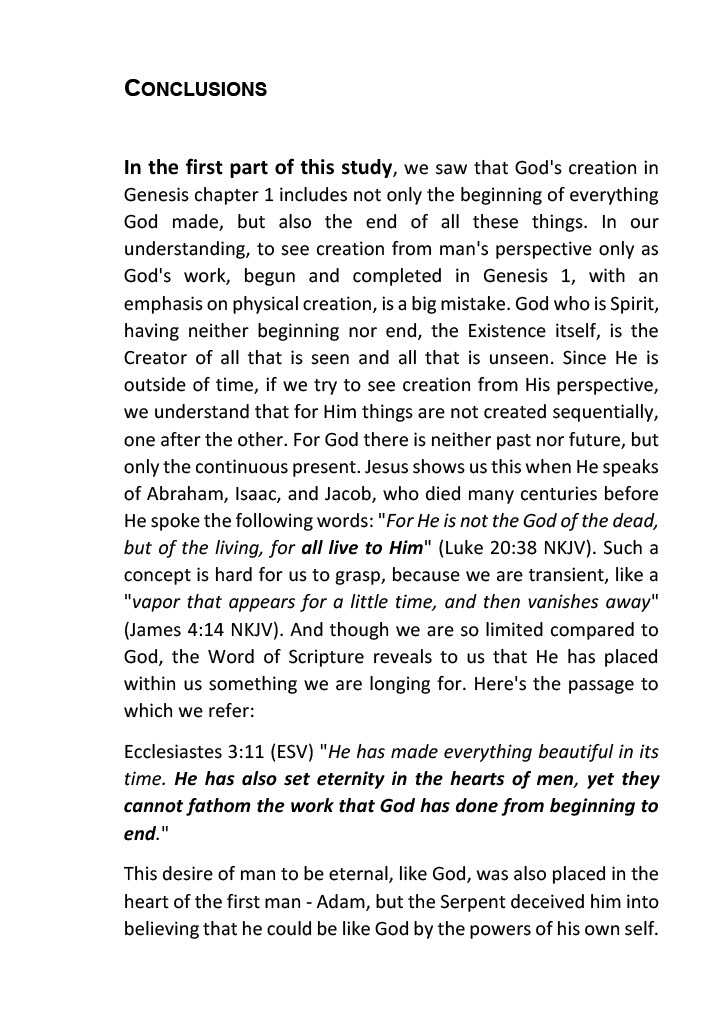 CONCLUSIONS
In the first part of this study, we saw that God's creation in
Genesis chapter 1 includes not only the beginning of everything
God made, but also the end of all these things. In our
understanding, to see creation from man's perspective only as
God's work, begun and completed in Genesis 1, with an
emphasis on physical creation, is a big mistake. God who is Spirit,
having neither beginning nor end, the Existence itself, is the
Creator of all that is seen and all that is unseen. Since He is
outside of time, if we try to see creation from His perspective,
we understand that for Him things are not created sequentially,
one after the other. For God there is neither past nor future, but
only the continuous present. Jesus shows us this when He speaks
of Abraham, Isaac, and Jacob, who died many centuries before
He spoke the following words: "For He is not the God of the dead,
but of the living, for all live to Him" (Luke 20:38 NKJV). Such a
concept is hard for us to grasp, because we are transient, like a
"vapor that appears for a little time, and then vanishes away"
(James 4:14 NKJV). And though we are so limited compared to
God, the Word of Scripture reveals to us that He has placed
within us something we are longing for. Here's the passage to
which we refer:
Ecclesiastes 3:11 (ESV) "He has made everything beautiful in its
time. He has also set eternity in the hearts of men, yet they
cannot fathom the work that God has done from beginning to
end."
This desire of man to be eternal, like God, was also placed in the
heart of the first man - Adam, but the Serpent deceived him into
believing that he could be like God by the powers of his own self.